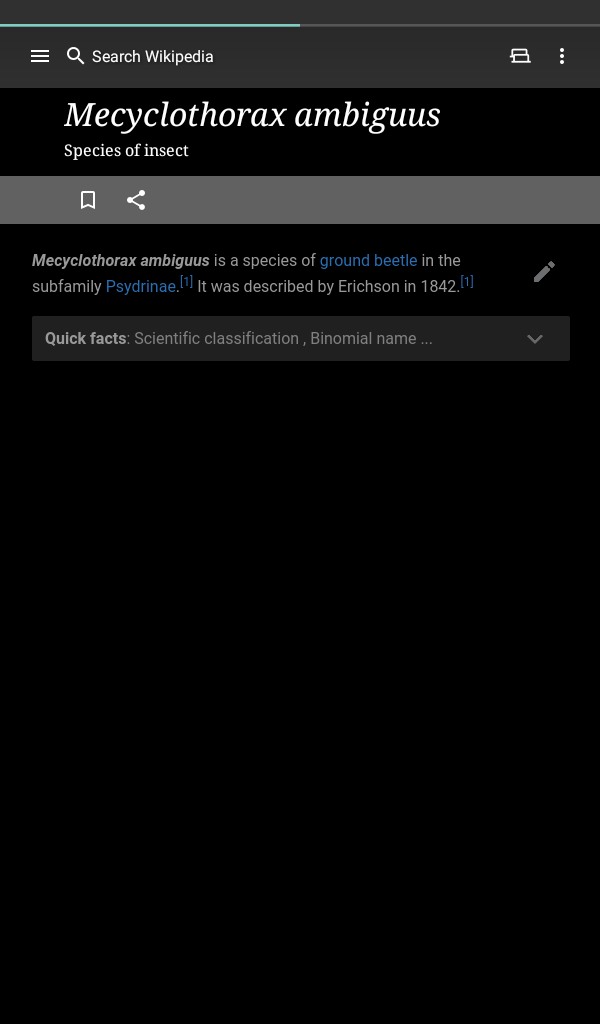 Search Wikipedia
Mecyclothorax ambiguus
Species of insect
Mecyclothorax ambiguus is a species of ground beetle in the
subfamily Psydrinae.[1] It was described by Erichson in 1842.[1]
Quick facts: Scientific classification , Binomial name ...